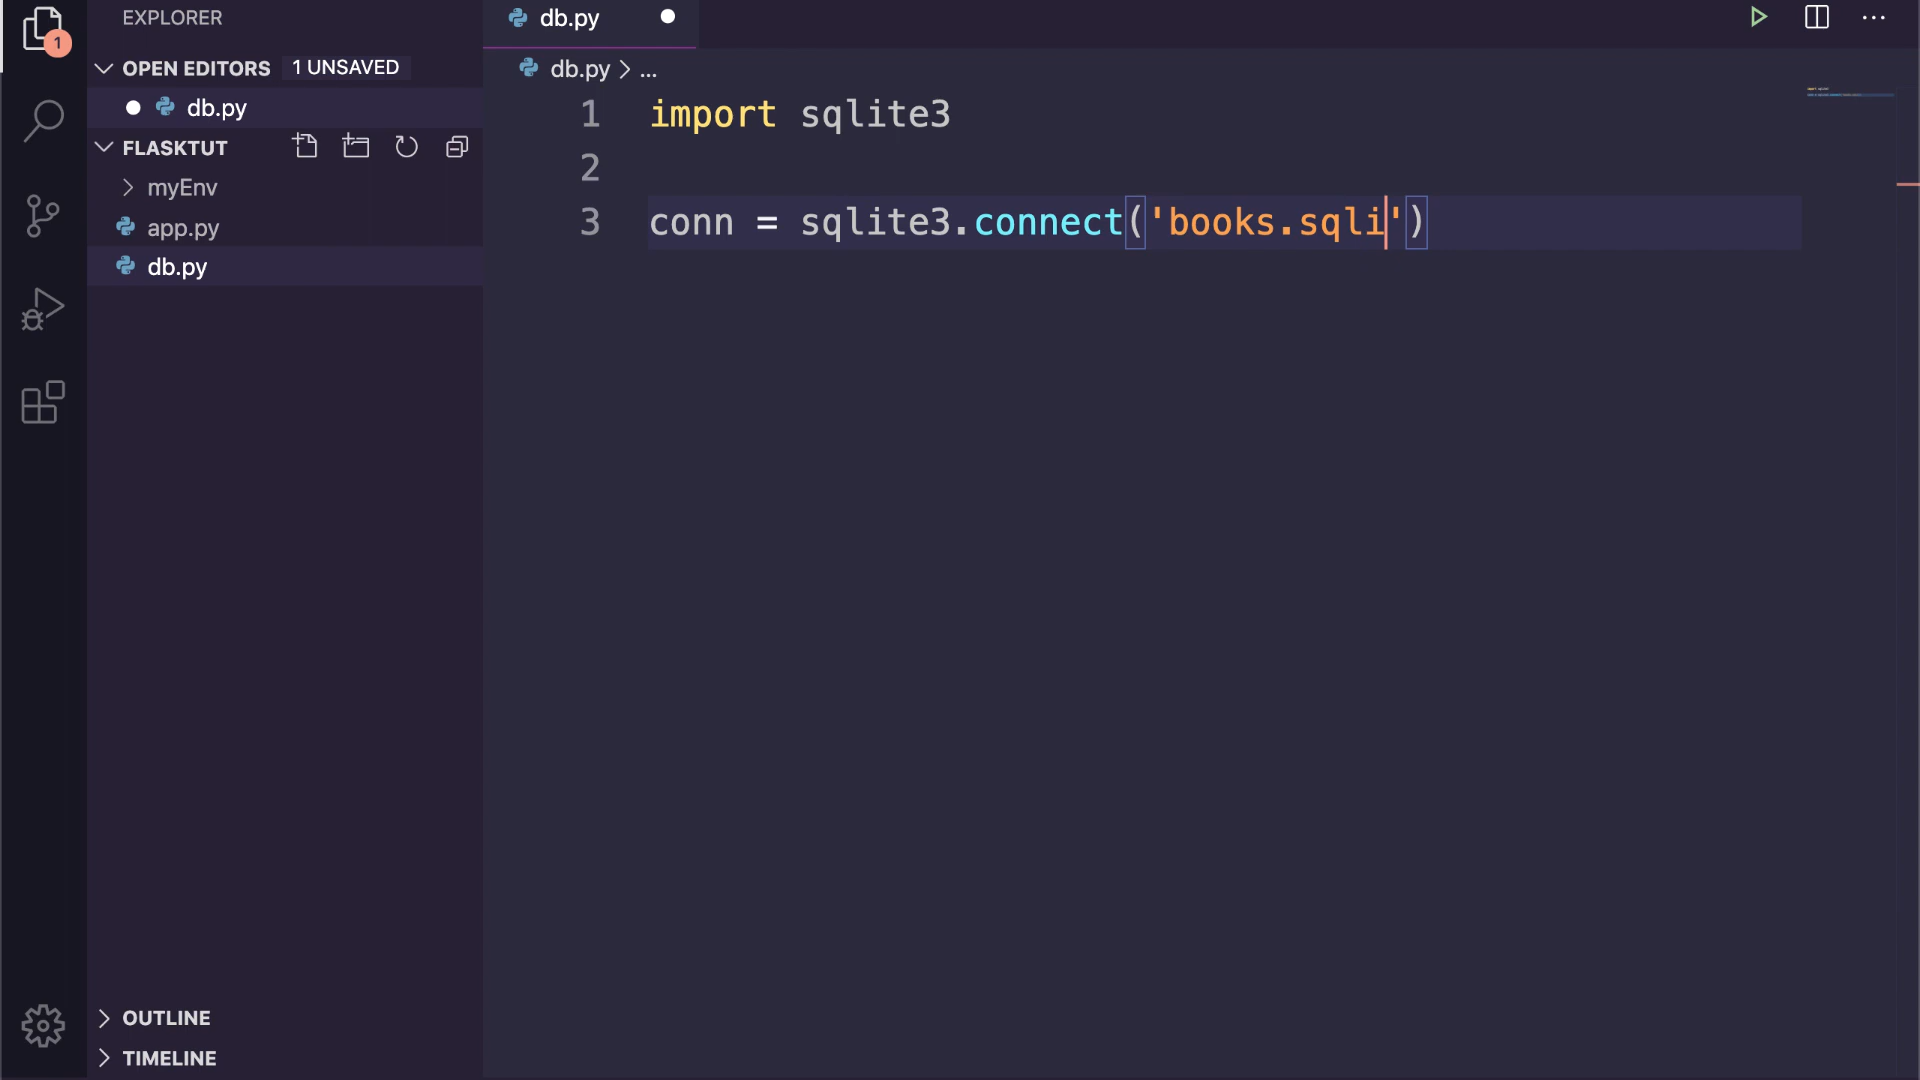 EXPLORER
OPEN EDITORS 1 UNSAVED
db.py
FLASKTUT
myEnv
app.py
db.py
OUTLINE
TIMELINE
1
db.py
db.py > ...
1 import sqlite3
2
3 conn = sqlite3.connect('books.sqli')